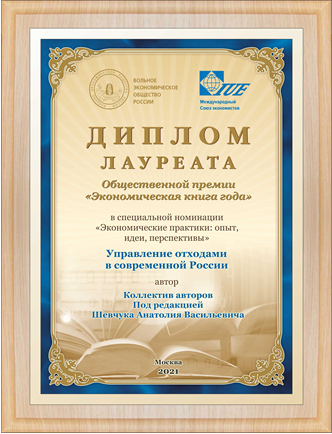 ВОЛЬНОЕ
ЭКОНОМИЧЕСКОЕ
ОБЩЕСТВО
РОССИИ
IUE
Международный
Союз экономистов
ДИПЛОМ
ЛАУРЕАТА
Общественной премии
«Экономическая книга года»
в специальной номинации
«Экономические практики: опыт,
идеи, перспективы»
Управление отходами
в современной России
автор
Коллектив авторов
Под редакцией
Шевчука Анатолия Васильевича
Москва
2021